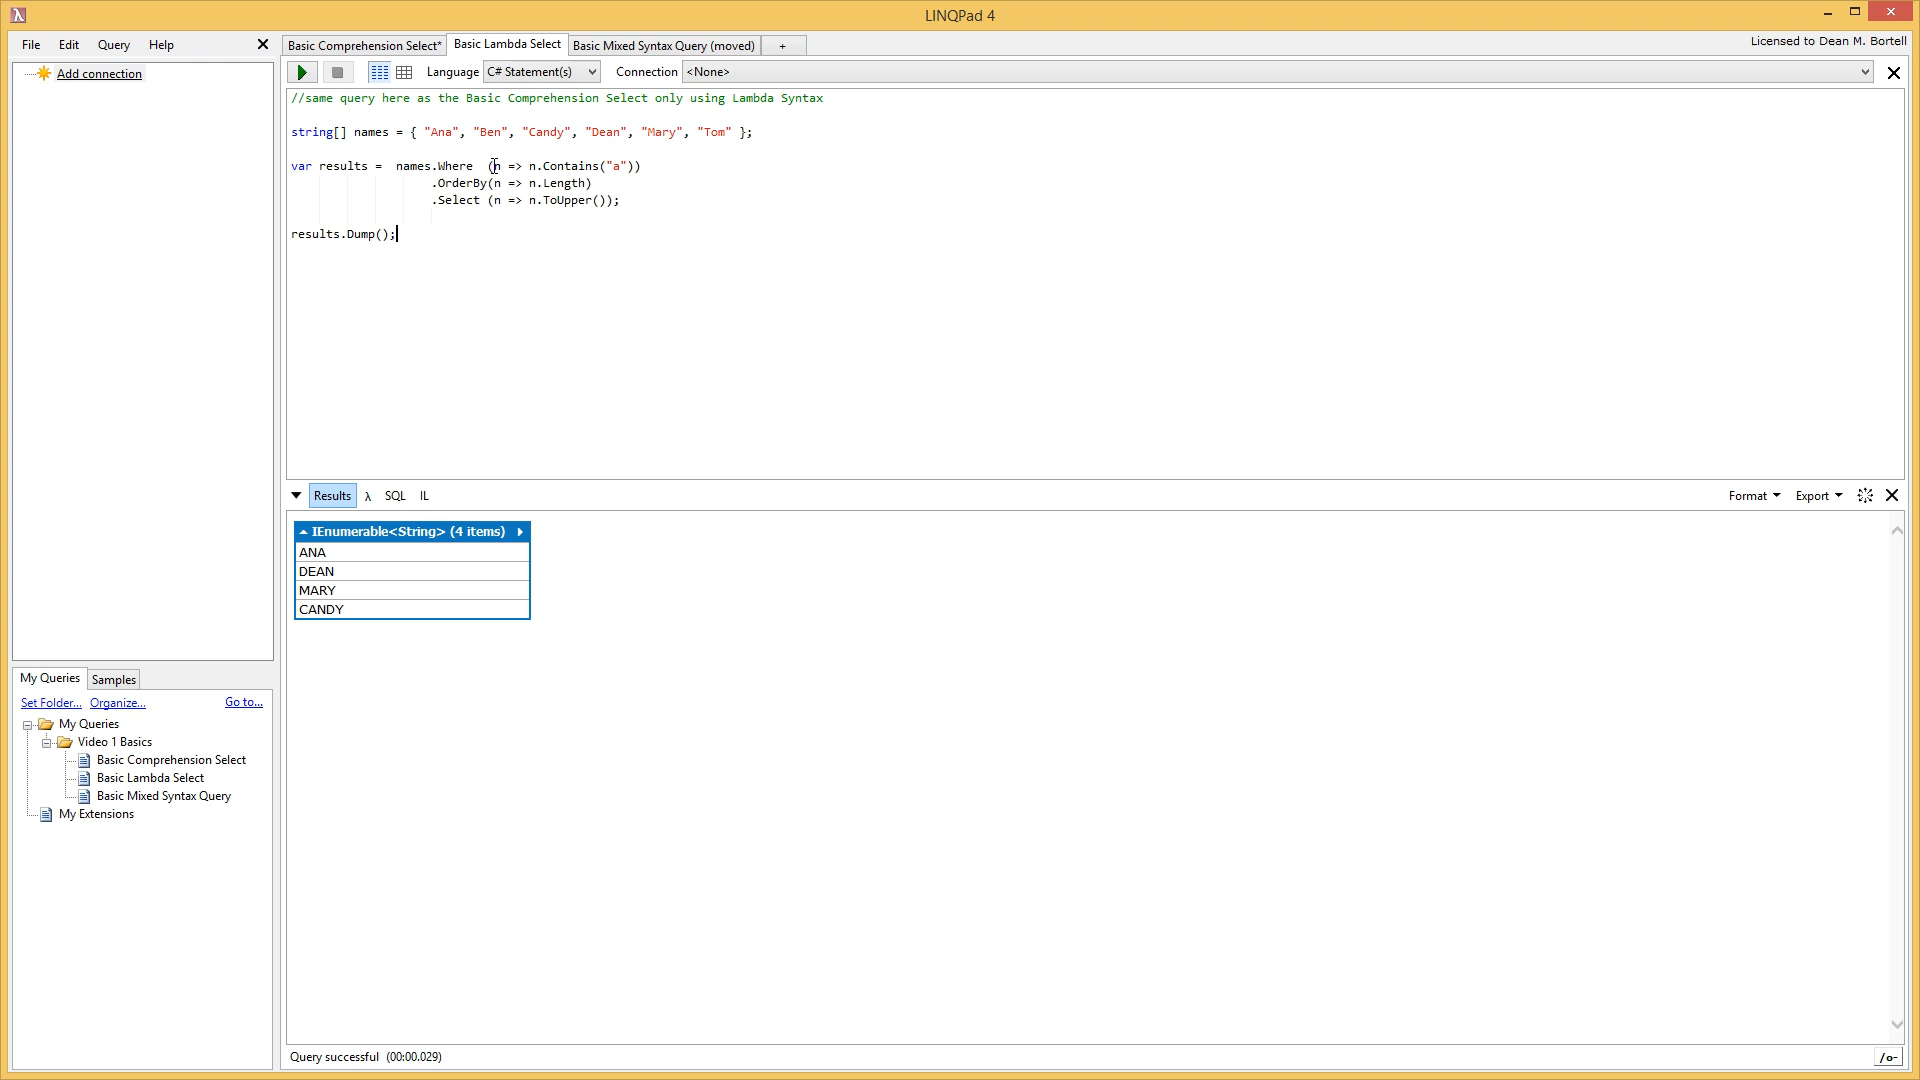 LINQPad 4
File Edit Query Help
Basic Comprehension Select* Basic Lambda Select Basic Mixed Syntax Query (moved) +
Licensed to Dean M. Bortell
Add connection
Language C# Statement(s) Connection <None>
//same query here as the Basic Comprehension Select only using Lambda Syntax
string[] names = { "Ana", "Ben", "Candy", "Dean", "Mary", "Tom" };
var results =  names.Where  (n => n.Contains("a"))
.OrderBy(n => n.Length)
.Select (n => n.ToUpper());
results.Dump();
Results λ SQL IL
Format Export
IEnumerable<String> (4 items)
ANA
DEAN
MARY
CANDY
My Queries Samples
Set Folder... Organize... Go to...
My Queries
Video 1 Basics
Basic Comprehension Select
Basic Lambda Select
Basic Mixed Syntax Query
My Extensions
Query successful (00:00.029)
/o-